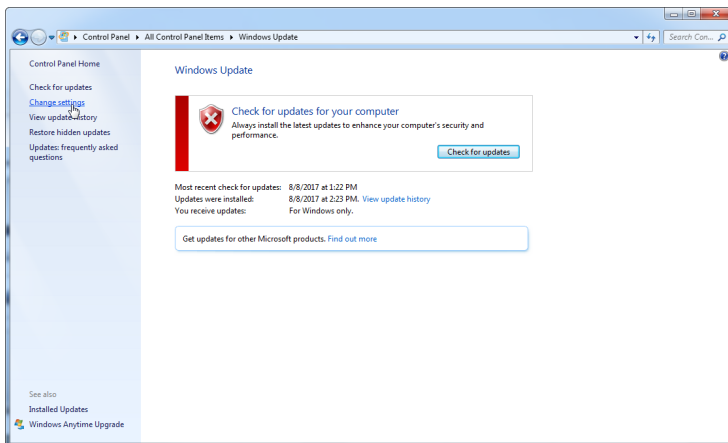 Control Panel ▸ All Control Panel Items ▸ Windows Update
Search Con...
Control Panel Home
Check for updates
Change settings
View update history
Restore hidden updates
Updates: frequently asked
questions
Windows Update
Check for updates for your computer
Always install the latest updates to enhance your computer's security and
performance.
Check for updates
Most recent check for updates: 8/8/2017 at 1:22 PM
Updates were installed: 8/8/2017 at 2:23 PM. View update history
You receive updates: For Windows only.
Get updates for other Microsoft products. Find out more
See also
Installed Updates
Windows Anytime Upgrade